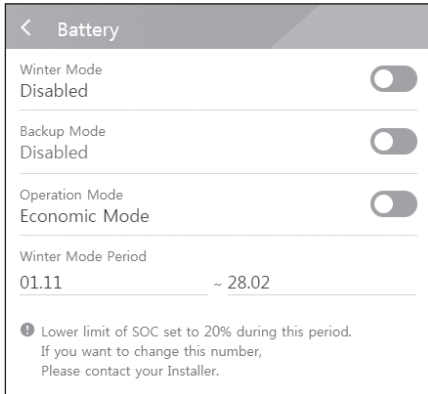 Battery
Winter Mode
Disabled
Backup Mode
Disabled
Operation Mode
Economic Mode
Winter Mode Period
01.11 ~ 28.02
Lower limit of SOC set to 20% during this period.
If you want to change this number,
Please contact your Installer.